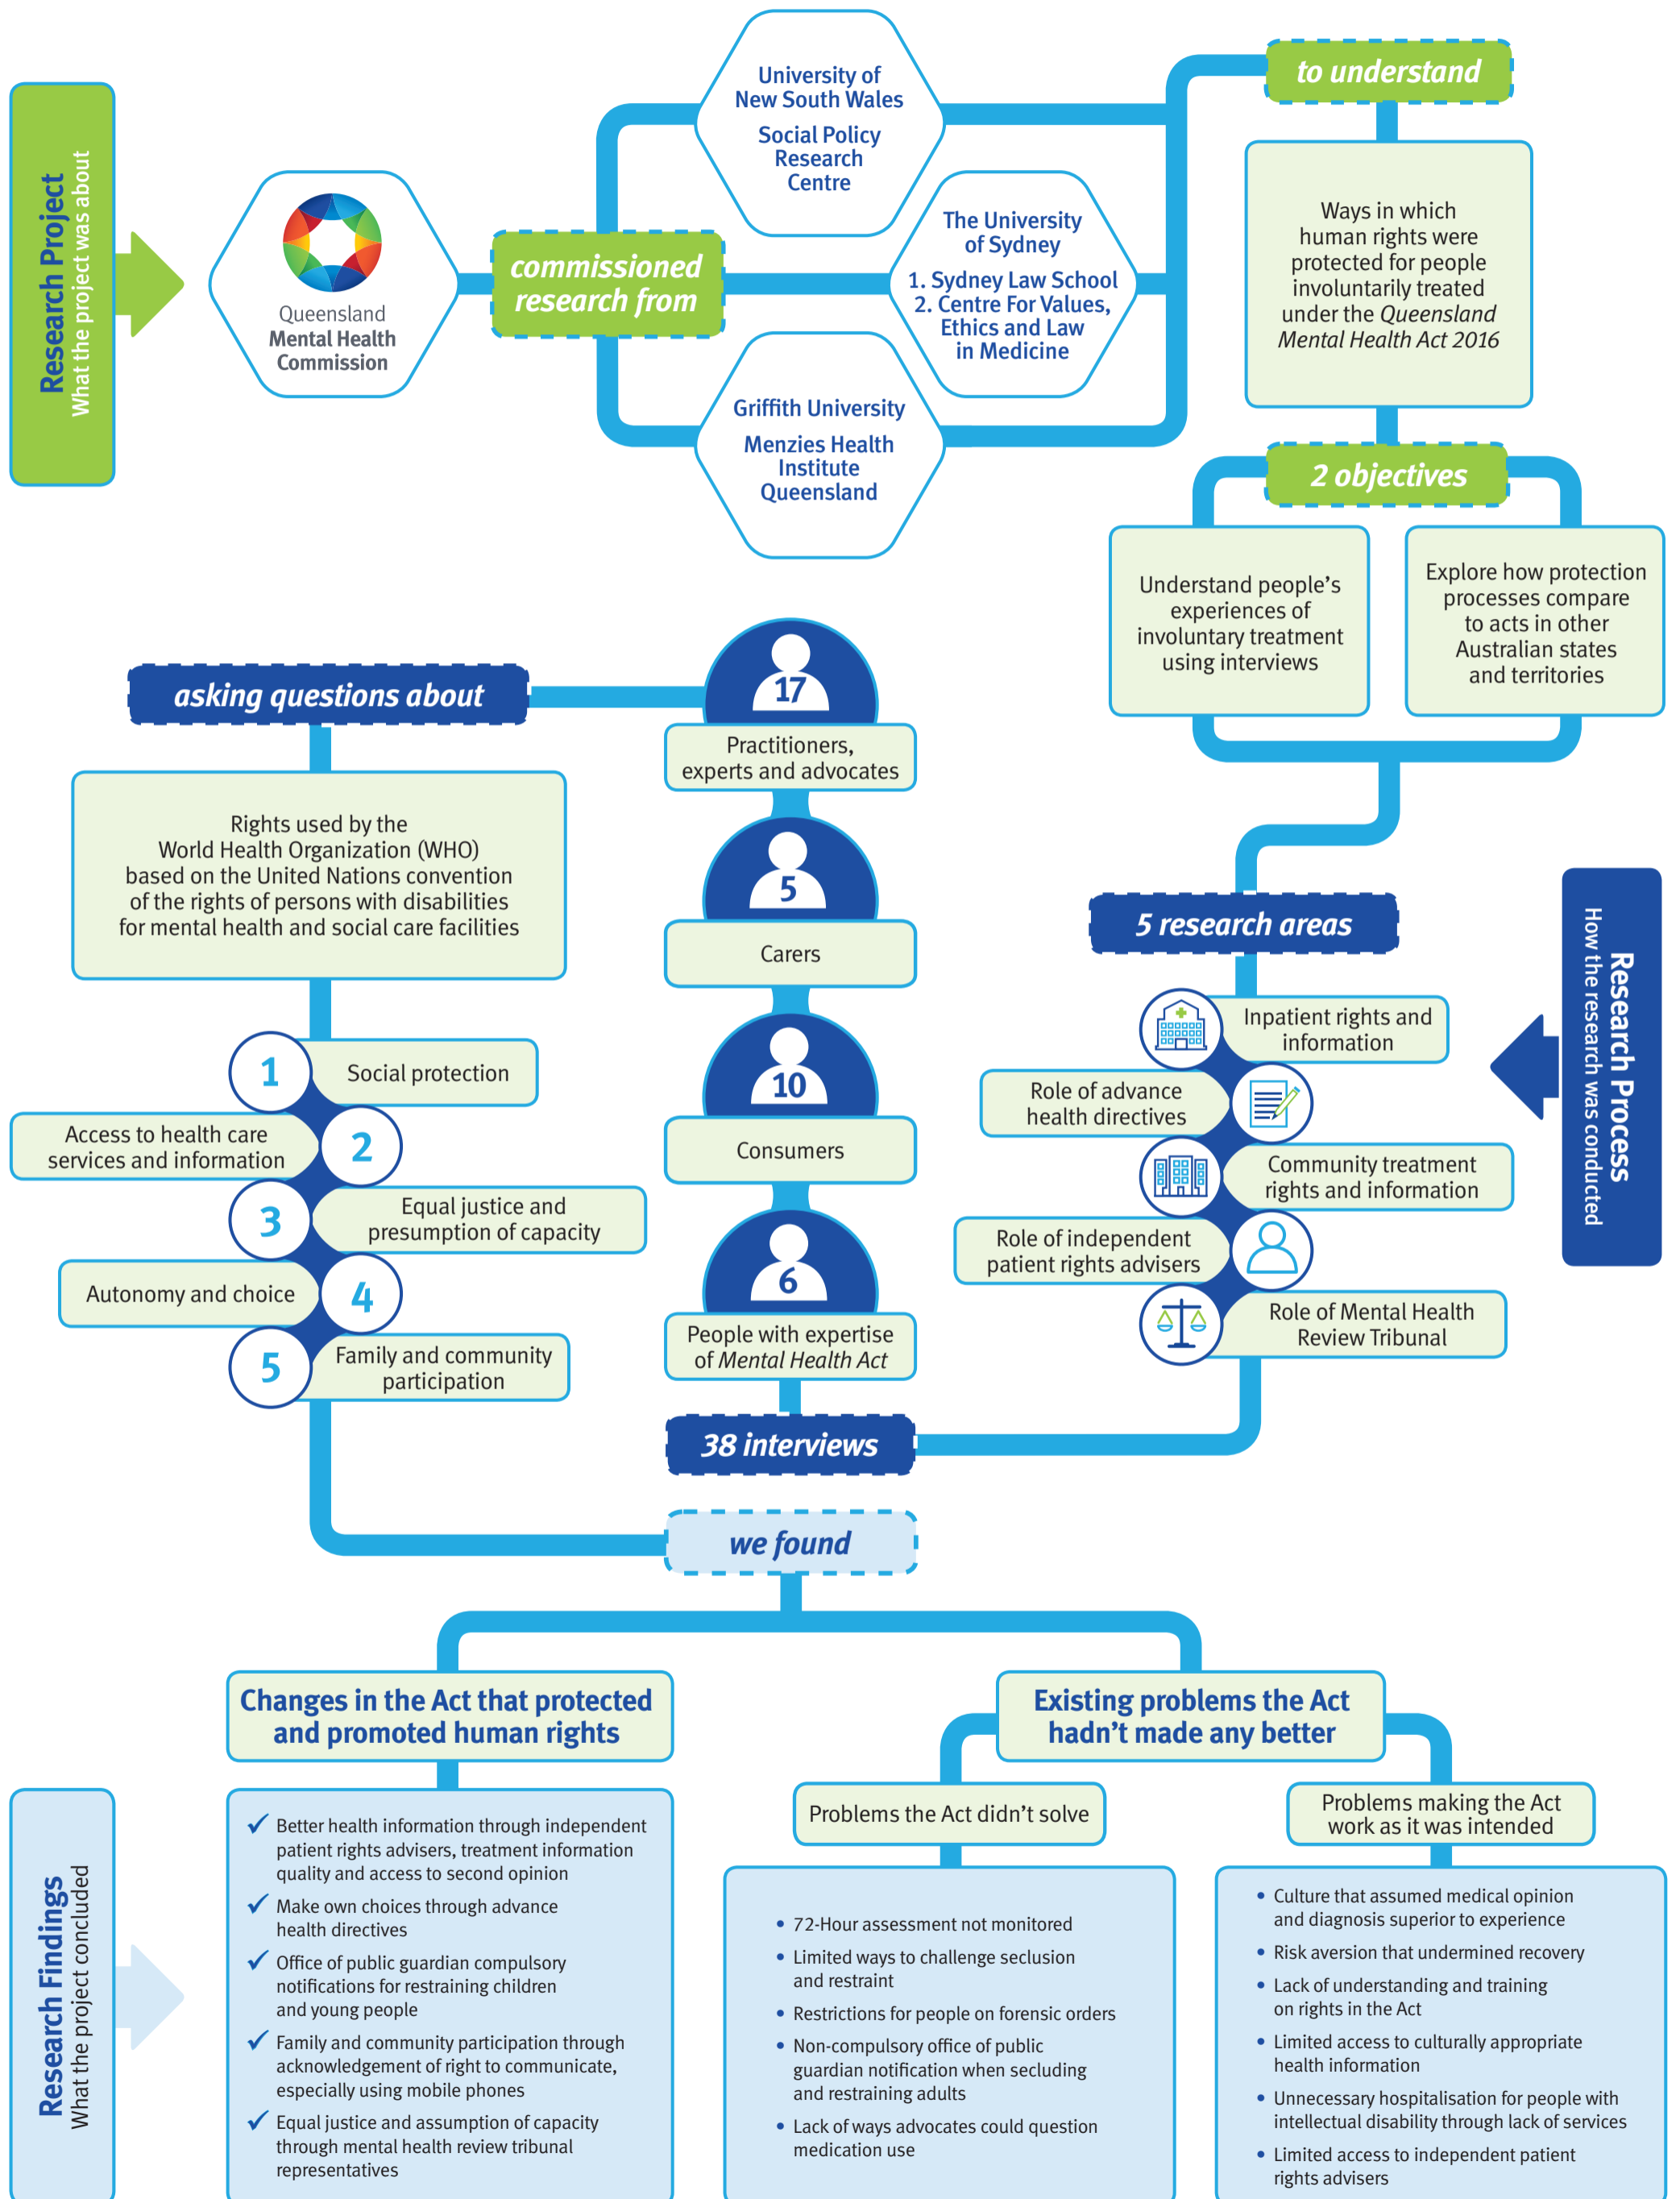 Research Project
What the project was about
Queensland
Mental Health
Commission
commissioned
research from
University of
New South Wales
Social Policy
Research
Centre
The University
of Sydney
1. Sydney Law School
2. Centre For Values,
Ethics and Law
in Medicine
Griffith University
Menzies Health
Institute
Queensland
to understand
Ways in which
human rights were
protected for people
involuntarily treated
under the Queensland
Mental Health Act 2016
2 objectives
Understand people’s
experiences of
involuntary treatment
using interviews
Explore how protection
processes compare
to acts in other
Australian states
and territories
Research Process
How the research was conducted
5 research areas
Inpatient rights and
information
Role of advance
health directives
Community treatment
rights and information
Role of independent
patient rights advisers
Role of Mental Health
Review Tribunal
38 interviews
17
Practitioners,
experts and advocates
5
Carers
10
Consumers
6
People with expertise
of Mental Health Act
asking questions about
Rights used by the
World Health Organization (WHO)
based on the United Nations convention
of the rights of persons with disabilities
for mental health and social care facilities
1
Social protection
2
Access to health care
services and information
3
Equal justice and
presumption of capacity
4
Autonomy and choice
5
Family and community
participation
we found
Research Findings
What the project concluded
Changes in the Act that protected
and promoted human rights
Better health information through independent
patient rights advisers, treatment information
quality and access to second opinion
Make own choices through advance
health directives
Office of public guardian compulsory
notifications for restraining children
and young people
Family and community participation through
acknowledgement of right to communicate,
especially using mobile phones
Equal justice and assumption of capacity
through mental health review tribunal
representatives
Existing problems the Act
hadn’t made any better
Problems the Act didn’t solve
• 72-Hour assessment not monitored
• Limited ways to challenge seclusion
and restraint
• Restrictions for people on forensic orders
• Non-compulsory office of public
guardian notification when secluding
and restraining adults
• Lack of ways advocates could question
medication use
Problems making the Act
work as it was intended
• Culture that assumed medical opinion
and diagnosis superior to experience
• Risk aversion that undermined recovery
• Lack of understanding and training
on rights in the Act
• Limited access to culturally appropriate
health information
• Unnecessary hospitalisation for people with
intellectual disability through lack of services
• Limited access to independent patient
rights advisers